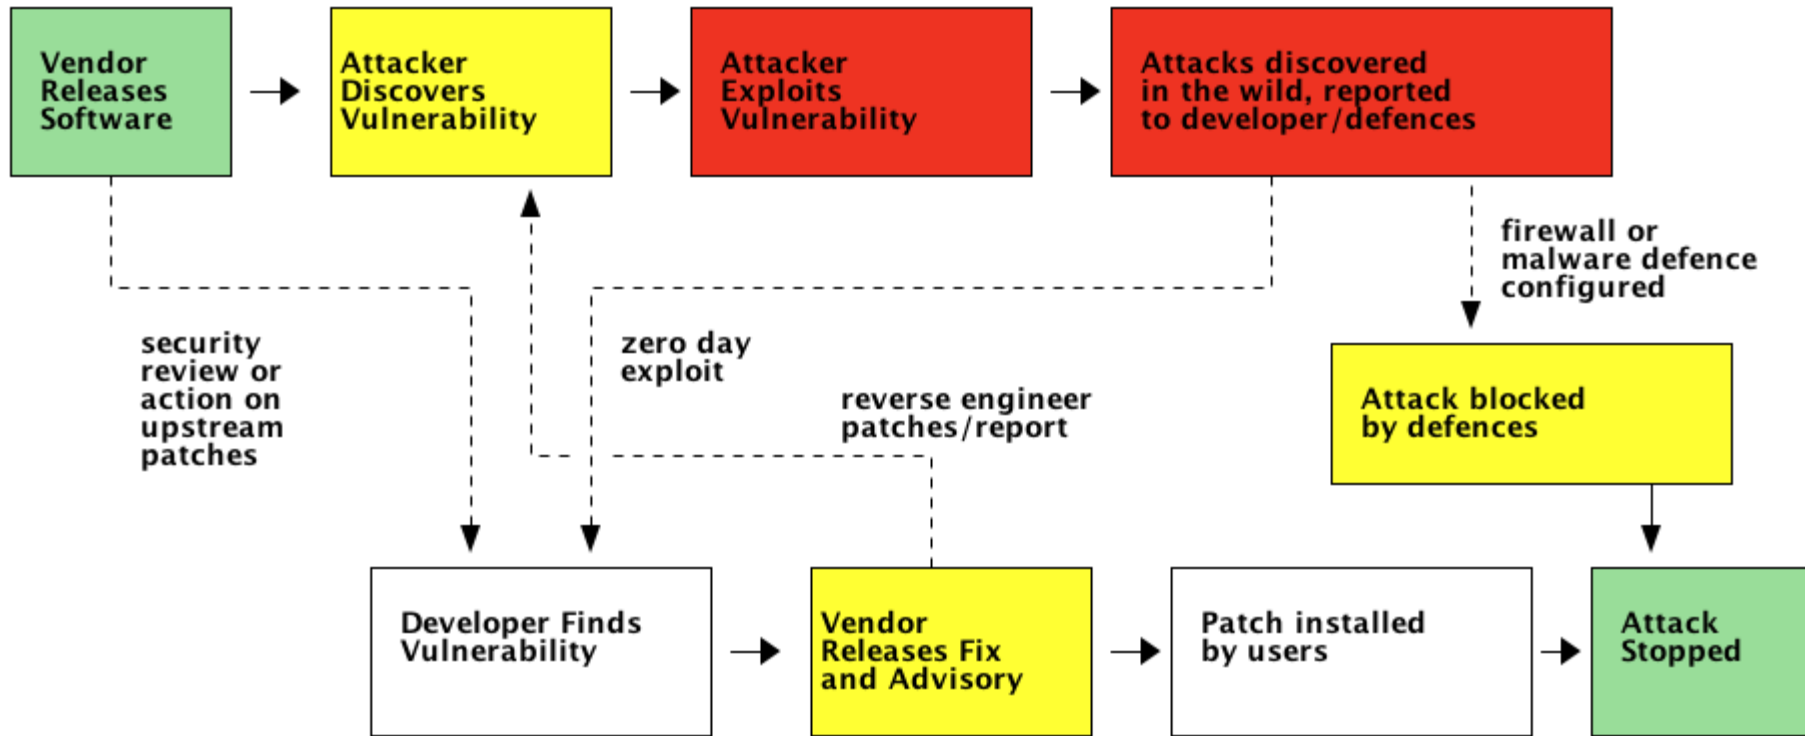 Vendor
Releases
Software
Attacker
Discovers
Vulnerability
Attacker
Exploits
Vulnerability
Attacks discovered
in the wild, reported
to developer/defences
firewall or
malware defence
configured
security
review or
action on
upstream
patches
zero day
exploit
reverse engineer
patches/report
Attack blocked
by defences
Developer Finds
Vulnerability
Vendor
Releases Fix
and Advisory
Patch installed
by users
Attack
Stopped